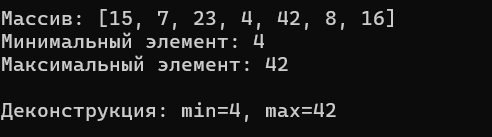 Массив: [15, 7, 23, 4, 42, 8, 16]
Минимальный элемент: 4
Максимальный элемент: 42
Деконструкция: min=4, max=42